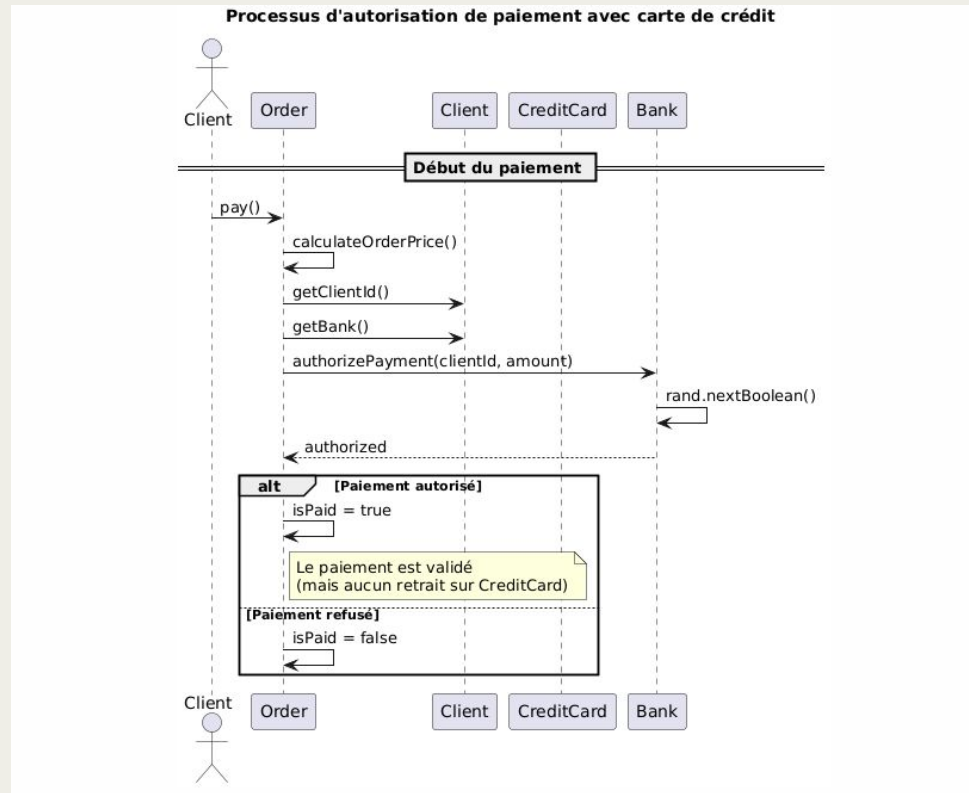 Processus d'autorisation de paiement avec carte de crédit
Client
Order
Client
CreditCard
Bank
Début du paiement
pay()
calculateOrderPrice()
getClientId()
getBank()
authorizePayment(clientId, amount)
rand.nextBoolean()
authorized
alt
[Paiement autorisé]
isPaid = true
Le paiement est validé
(mais aucun retrait sur CreditCard)
[Paiement refusé]
isPaid = false
Client
Order
Client
CreditCard
Bank